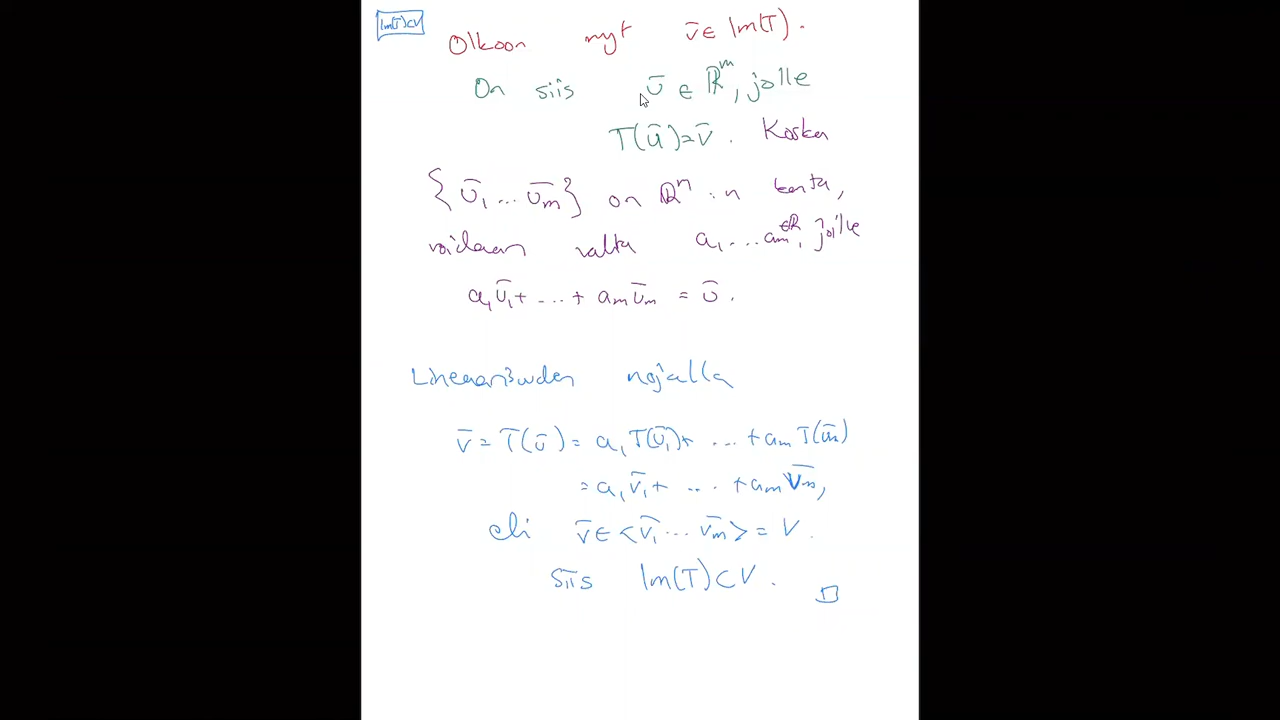 Im(T)⊂V
Olkoon nyt v̄ ∈ Im(T).
On siis ū ∈ ℝᵐ, jolle
T(ū)=v̄. Koska
{ū₁ ... ūₘ} on ℝⁿ:n kanta,
voidaan valita a₁ ... aₘ ∈ℝ, joille
a₁ū₁+ ... + aₘūₘ = ū.
Lineaarisuuden nojalla
v̄ = T(ū) = a₁T(ū₁)+ ... + aₘT(ūₘ)
= a₁v̄₁+ ... + aₘv̄ₘ,
eli v̄ ∈ <v̄₁ ... v̄ₘ> = V.
siis Im(T)⊂V. □